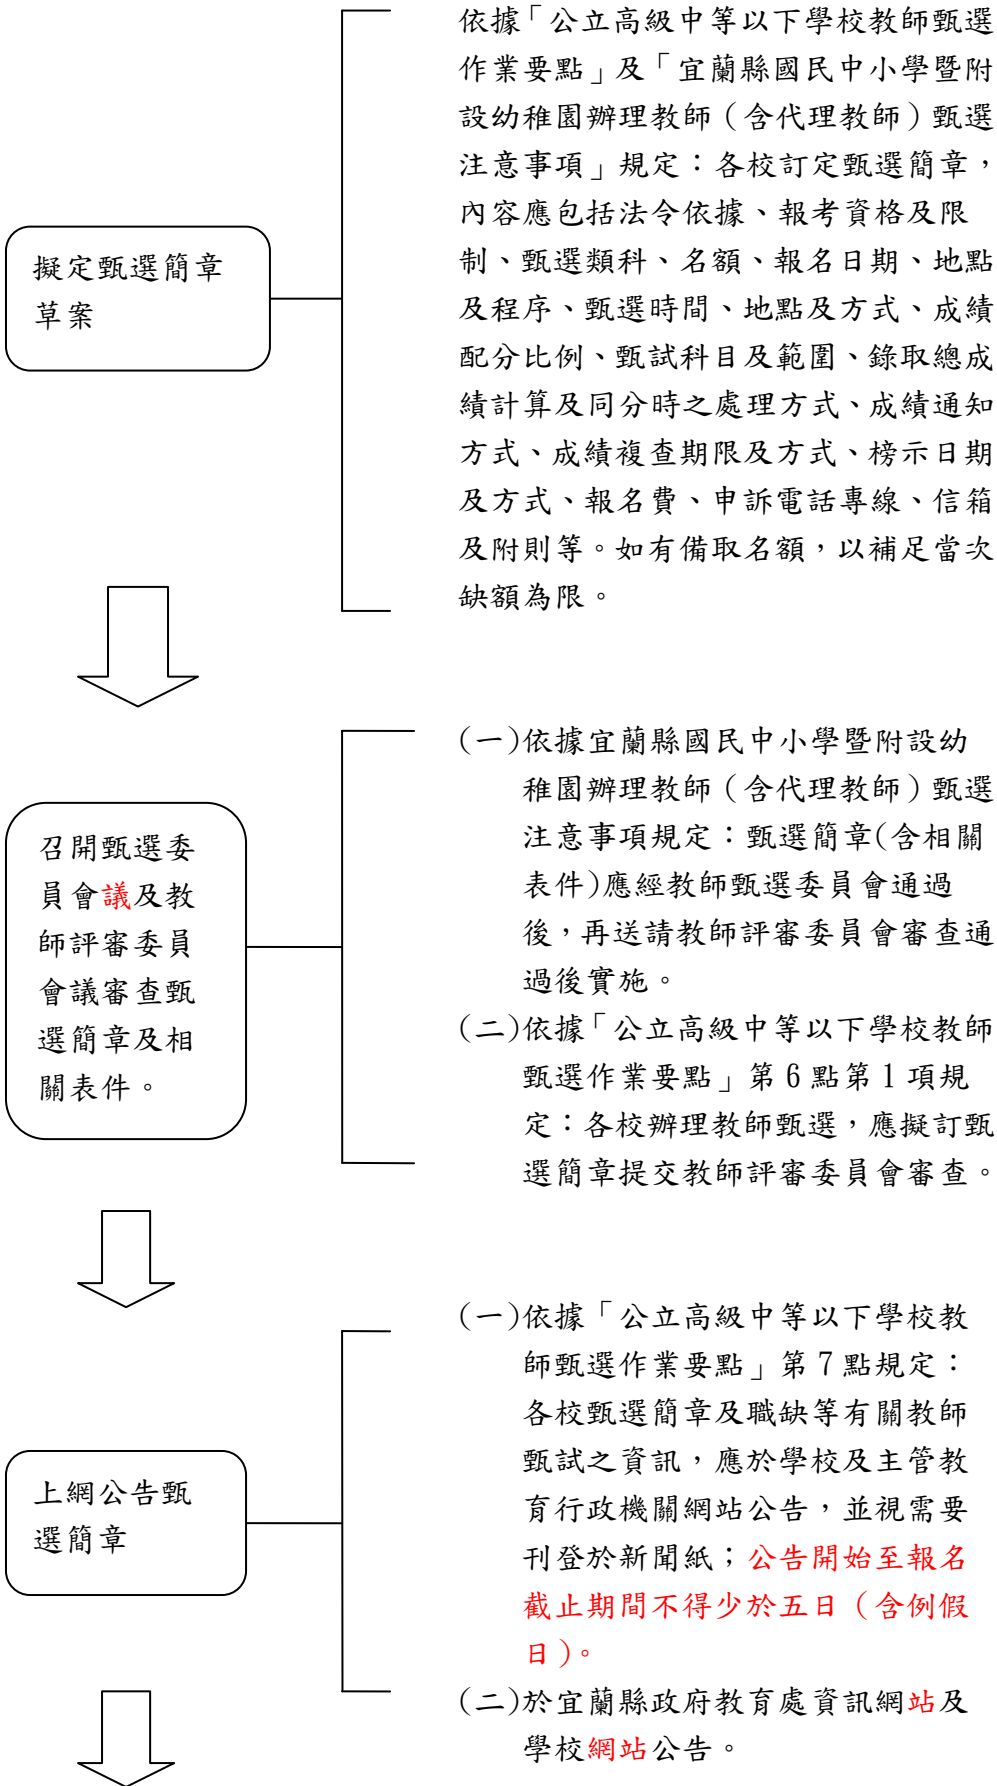 依據「公立高級中等以下學校教師甄選
作業要點」及「宜蘭縣國民中小學暨附
設幼稚園辦理教師（含代理教師）甄選
注意事項」規定：各校訂定甄選簡章，
內容應包括法令依據、報考資格及限
制、甄選類科、名額、報名日期、地點
及程序、甄選時間、地點及方式、成績
配分比例、甄試科目及範圍、錄取總成
績計算及同分時之處理方式、成績通知
方式、成績複查期限及方式、榜示日期
及方式、報名費、申訴電話專線、信箱
及附則等。如有備取名額，以補足當次
缺額為限。
擬定甄選簡章
草案
(一)依據宜蘭縣國民中小學暨附設幼
稚園辦理教師（含代理教師）甄選
注意事項規定：甄選簡章(含相關
表件)應經教師甄選委員會通過
後，再送請教師評審委員會審查通
過後實施。
(二)依據「公立高級中等以下學校教師
甄選作業要點」第 6 點第 1 項規
定：各校辦理教師甄選，應擬訂甄
選簡章提交教師評審委員會審查。
召開甄選委
員會議及教
師評審委員
會議審查甄
選簡章及相
關表件。
(一)依據「公立高級中等以下學校教
師甄選作業要點」第 7 點規定：
各校甄選簡章及職缺等有關教師
甄試之資訊，應於學校及主管教
育行政機關網站公告，並視需要
刊登於新聞紙；公告開始至報名
截止期間不得少於五日（含例假
日）。
(二)於宜蘭縣政府教育處資訊網站及
學校網站公告。
上網公告甄
選簡章